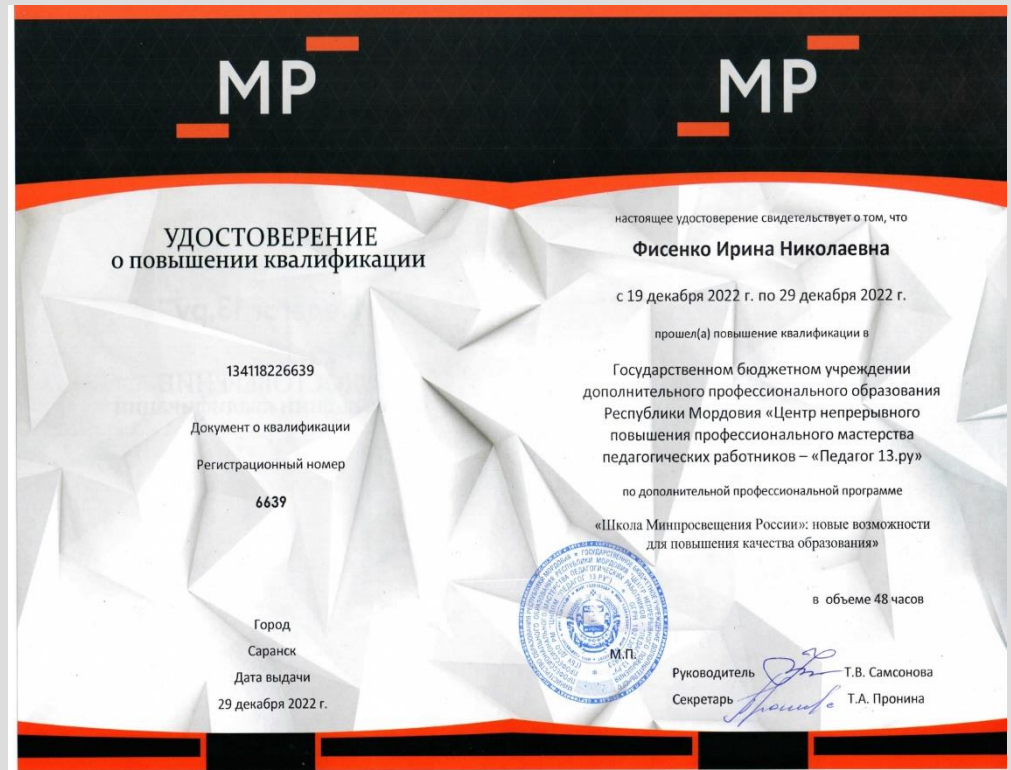 МР
УДОСТОВЕРЕНИЕ
о повышении квалификации
134118226639
Документ о квалификации
Регистрационный номер
6639
Город
Саранск
Дата выдачи
29 декабря 2022 г.
МР
настоящее удостоверение свидетельствует о том, что
Фисенко Ирина Николаевна
с 19 декабря 2022 г. по 29 декабря 2022 г.
прошел(а) повышение квалификации в
Государственном бюджетном учреждении
дополнительного профессионального образования
Республики Мордовия «Центр непрерывного
повышения профессионального мастерства
педагогических работников – «Педагог 13.ру»
по дополнительной профессиональной программе
«Школа Минпросвещения России»: новые возможности
для повышения качества образования»
в объеме 48 часов
М.П.
Руководитель Т.В. Самсонова
Секретарь Т.А. Пронина